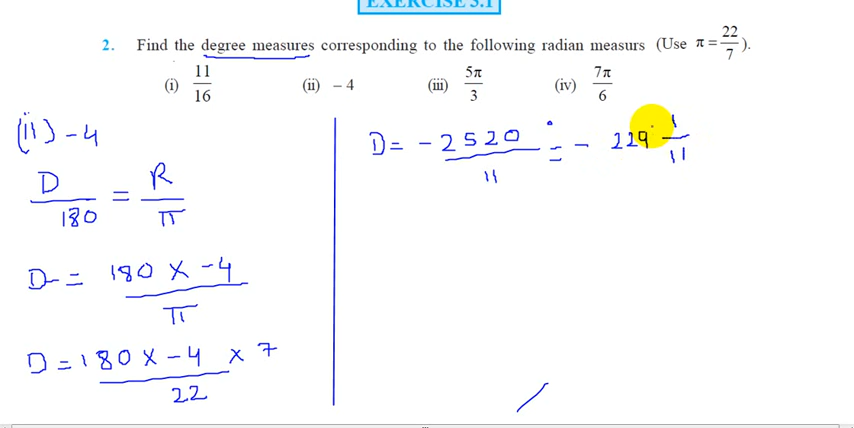 EXERCISE 3.1
2. Find the degree measures corresponding to the following radian measurs (Use π = 22/7).
(i) 11/16 (ii) – 4 (iii) 5π/3 (iv) 7π/6
(ii) -4
D/180 = R/π
D = 180 x -4/π
D = 180 x -4 x 7/22
D = -2520/11 ° = - 229 1/11